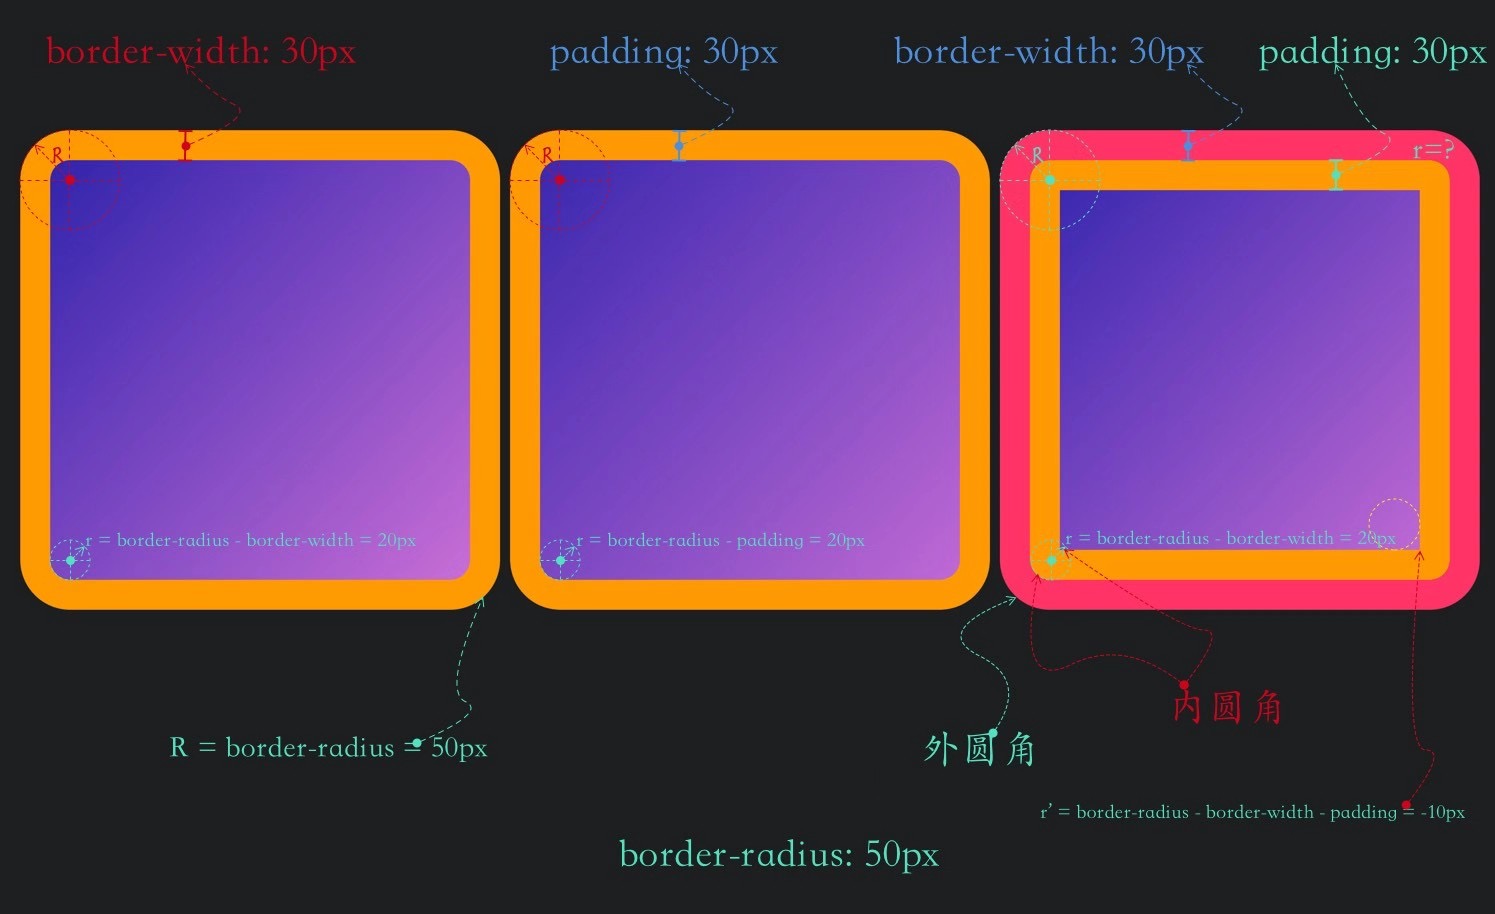 border-width: 30px
padding: 30px
border-width: 30px
padding: 30px
R
R
R
r=?
r = border-radius - border-width = 20px
r = border-radius - padding = 20px
r = border-radius - border-width = 20px
内圆角
R = border-radius = 50px
外圆角
r' = border-radius - border-width - padding = -10px
border-radius: 50px